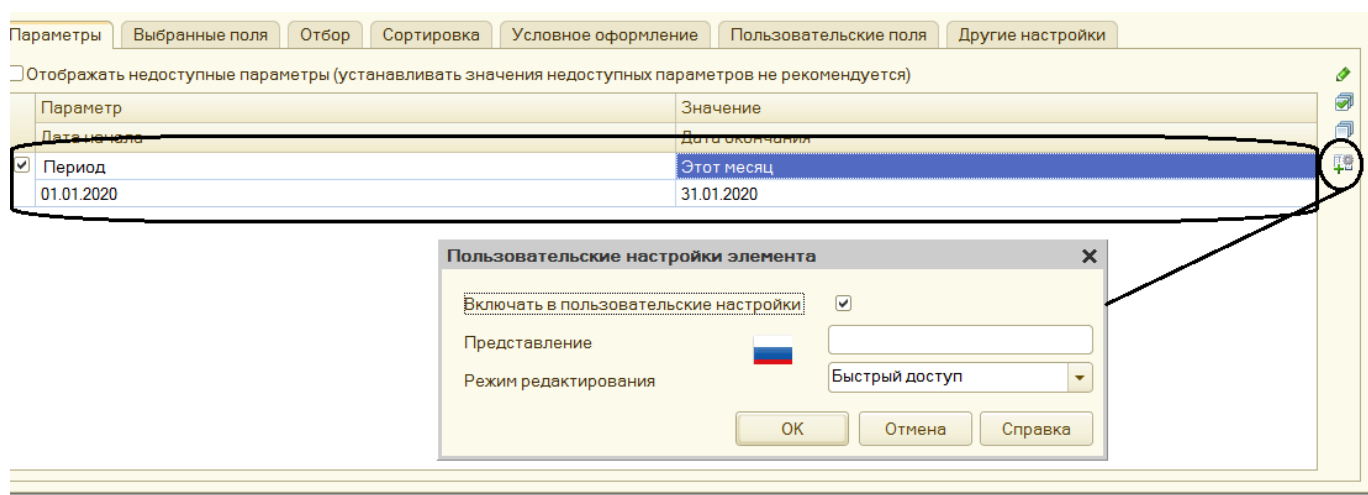 Параметры Выбранные поля Отбор Сортировка Условное оформление Пользовательские поля Другие настройки
Отображать недоступные параметры (устанавливать значения недоступных параметров не рекомендуется)
Параметр Значение
Дата начала Дата окончания
Период Этот месяц
01.01.2020 31.01.2020
Пользовательские настройки элемента
Включать в пользовательские настройки
Представление
Режим редактирования Быстрый доступ
OK Отмена Справка